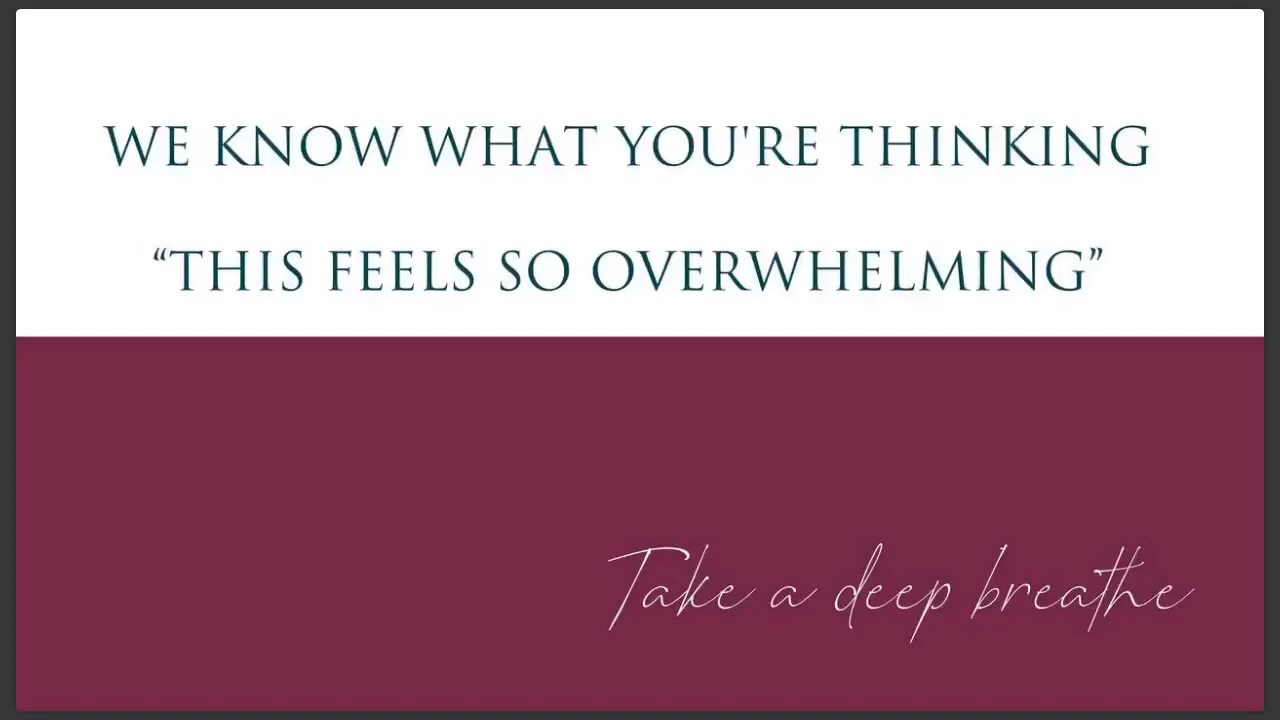 WE KNOW WHAT YOU'RE THINKING
“THIS FEELS SO OVERWHELMING”
Take a deep breathe